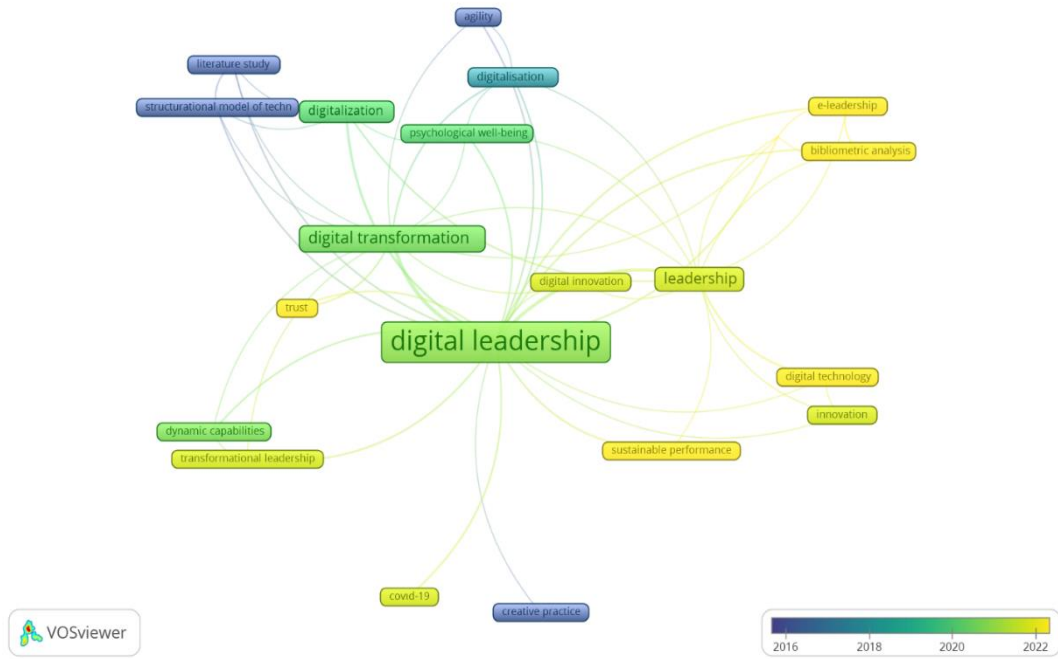 agility
literature study
digitalisation
structurational model of techn
digitalization
e-leadership
psychological well-being
bibliometric analysis
digital transformation
leadership
digital innovation
trust
digital leadership
digital technology
innovation
dynamic capabilities
sustainable performance
transformational leadership
covid-19
creative practice
VOSviewer
2016
2018
2020
2022